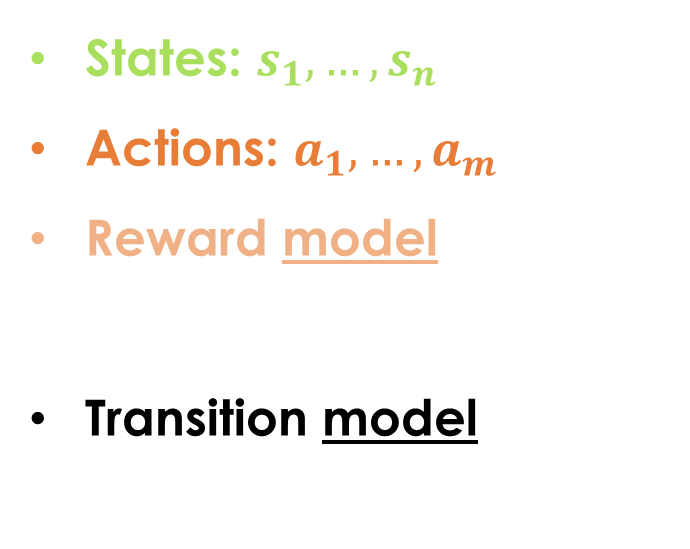 • States: s₁, … , sₙ
• Actions: a₁, … , aₘ
• Reward model
• Transition model